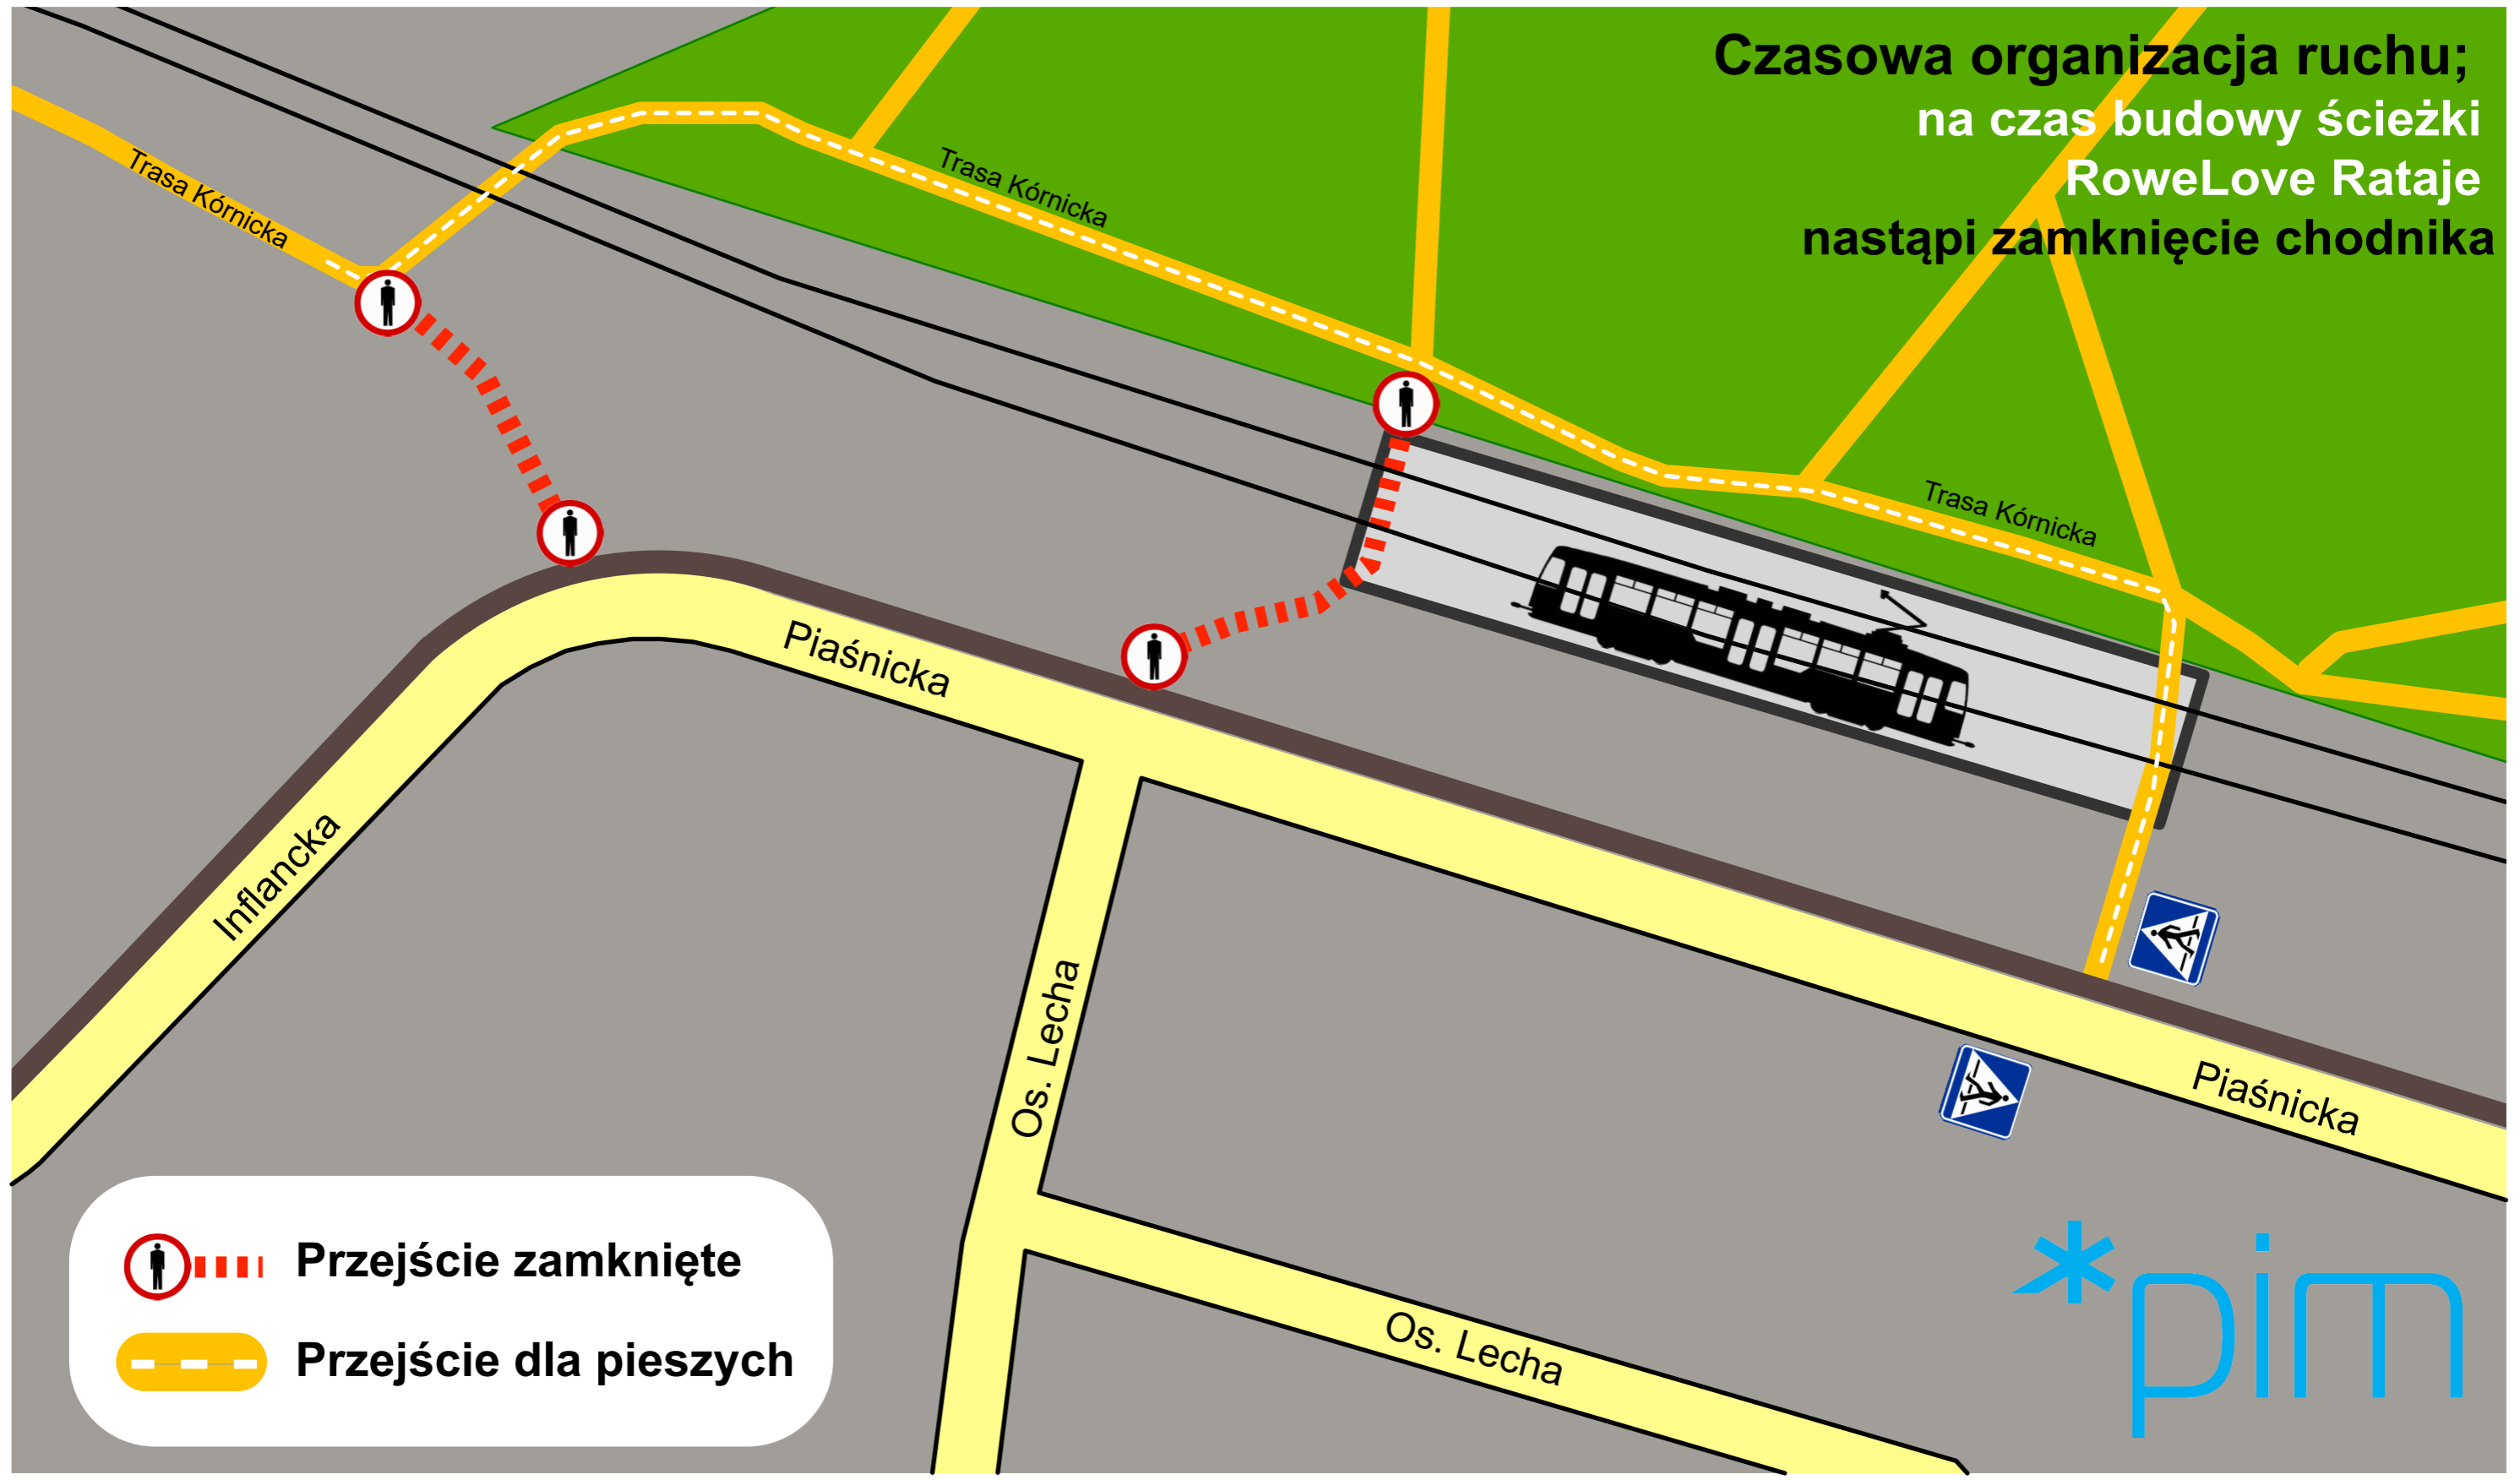 Czasowa organizacja ruchu;
na czas budowy ścieżki
RoweLove Rataje
nastąpi zamknięcie chodnika
Trasa Kórnicka
Trasa Kórnicka
Trasa Kórnicka
Piaśnicka
Inflancka
Os. Lecha
Piaśnicka
Os. Lecha
Przejście zamknięte
Przejście dla pieszych
*pim